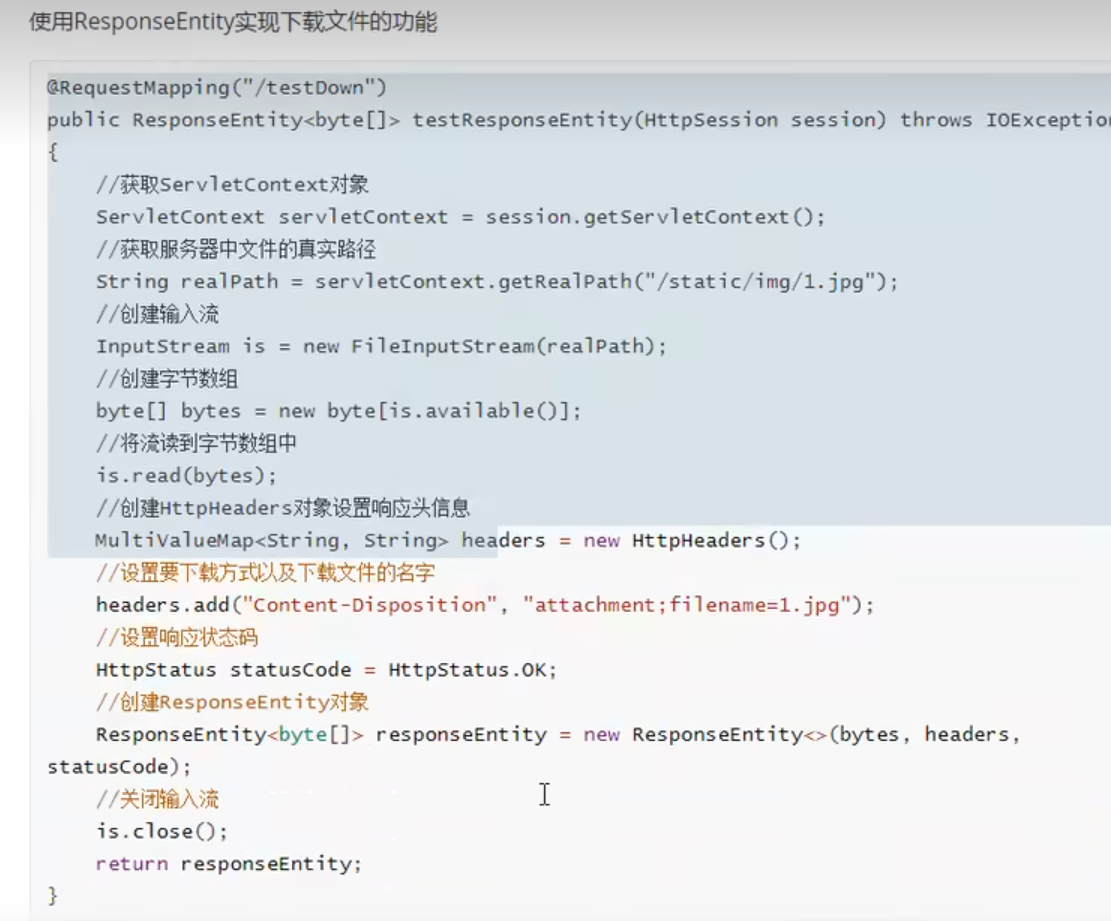 使用ResponseEntity实现下载文件的功能
@RequestMapping("/testDown")
public ResponseEntity<byte[]> testResponseEntity(HttpSession session) throws IOException
{
    //获取ServletContext对象
    ServletContext servletContext = session.getServletContext();
    //获取服务器中文件的真实路径
    String realPath = servletContext.getRealPath("/static/img/1.jpg");
    //创建输入流
    InputStream is = new FileInputStream(realPath);
    //创建字节数组
    byte[] bytes = new byte[is.available()];
    //将流读到字节数组中
    is.read(bytes);
    //创建HttpHeaders对象设置响应头信息
    MultiValueMap<String, String> headers = new HttpHeaders();
    //设置要下载方式以及下载文件的名字
    headers.add("Content-Disposition", "attachment;filename=1.jpg");
    //设置响应状态码
    HttpStatus statusCode = HttpStatus.OK;
    //创建ResponseEntity对象
    ResponseEntity<byte[]> responseEntity = new ResponseEntity<>(bytes, headers,
statusCode);
    //关闭输入流
    is.close();
    return responseEntity;
}